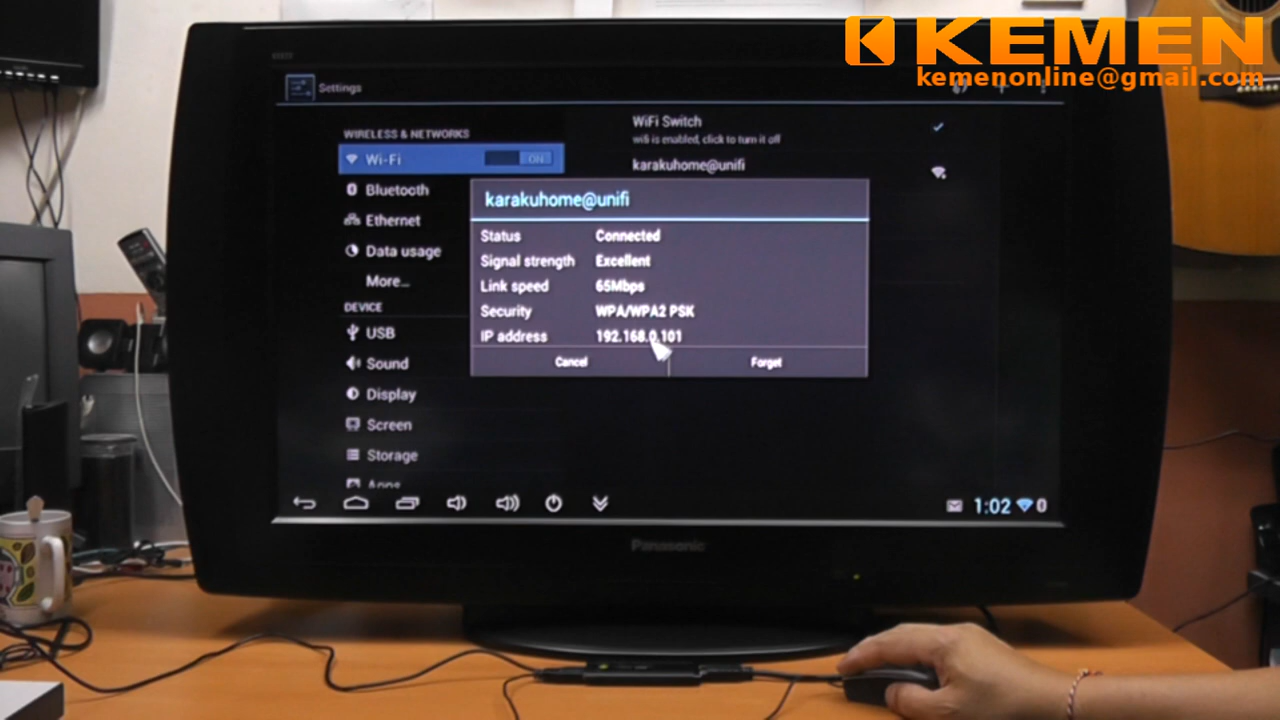 KEMEN
kemenonline@gmail.com
VIERA
Settings
WIRELESS & NETWORKS
Wi-Fi
ON
Bluetooth
Ethernet
Data usage
More...
DEVICE
USB
Sound
Display
Screen
Storage
Apps
WiFi Switch
wifi is enabled, click to turn it off
karakuhome@unifi
karakuhome@unifi
Status Connected
Signal strength Excellent
Link speed 65Mbps
Security WPA/WPA2 PSK
IP address 192.168.0.101
Cancel Forget
1:02
Panasonic